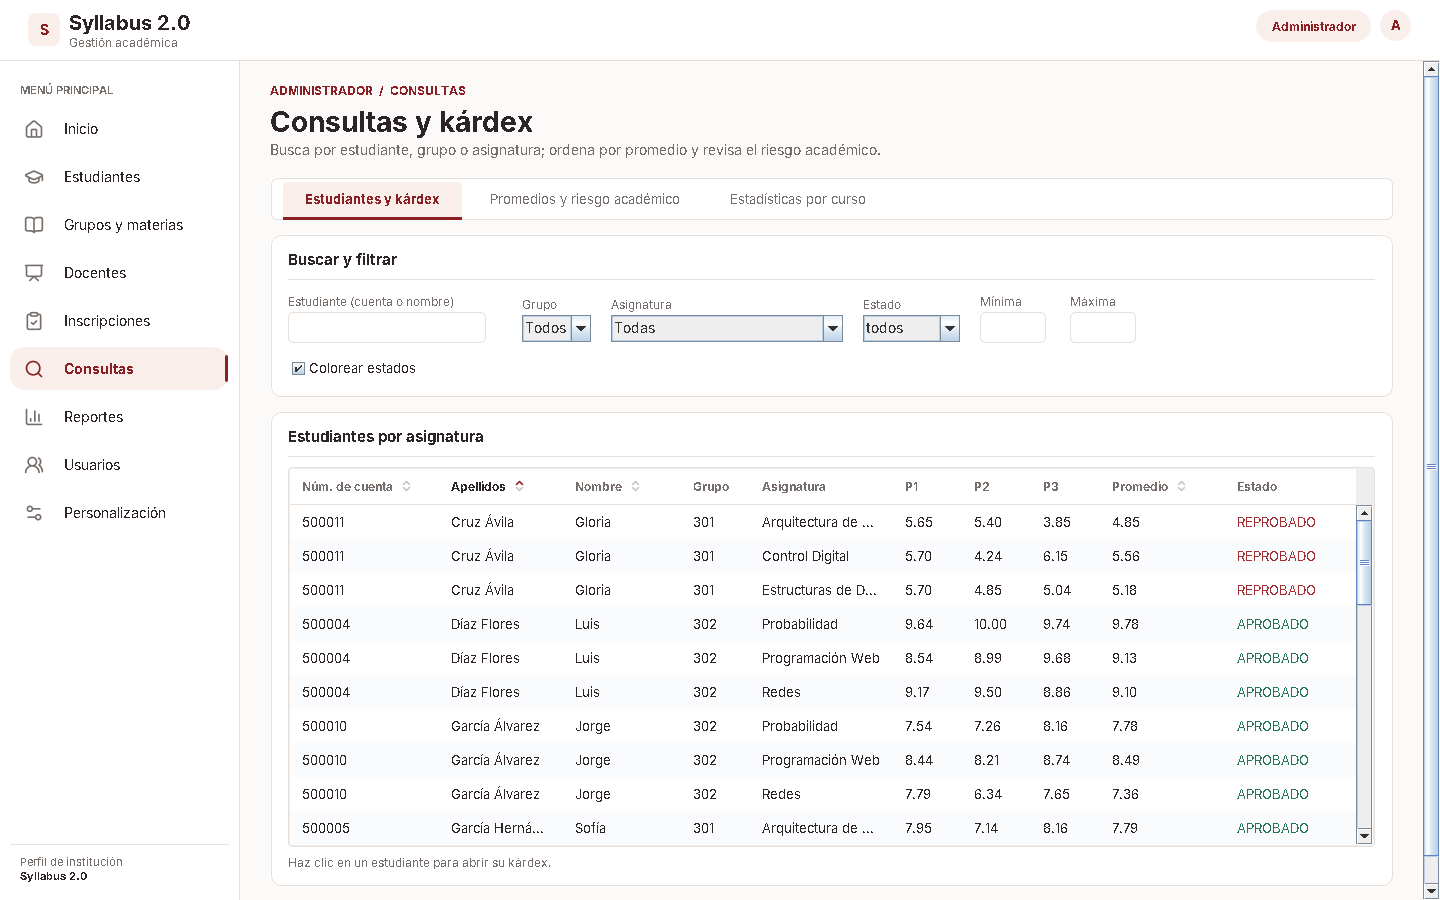 S
Syllabus 2.0
Gestión académica
Administrador
A
MENÚ PRINCIPAL
Inicio
Estudiantes
Grupos y materias
Docentes
Inscripciones
Consultas
Reportes
Usuarios
Personalización
Perfil de institución
Syllabus 2.0
ADMINISTRADOR / CONSULTAS
Consultas y kárdex
Busca por estudiante, grupo o asignatura; ordena por promedio y revisa el riesgo académico.
Estudiantes y kárdex Promedios y riesgo académico Estadísticas por curso
Buscar y filtrar
Estudiante (cuenta o nombre) Grupo Asignatura Estado Mínima Máxima
Todos Todas todos
Colorear estados
Estudiantes por asignatura
Núm. de cuenta Apellidos Nombre Grupo Asignatura P1 P2 P3 Promedio Estado
500011 Cruz Ávila Gloria 301 Arquitectura de ... 5.65 5.40 3.85 4.85 REPROBADO
500011 Cruz Ávila Gloria 301 Control Digital 5.70 4.24 6.15 5.56 REPROBADO
500011 Cruz Ávila Gloria 301 Estructuras de D... 5.70 4.85 5.04 5.18 REPROBADO
500004 Díaz Flores Luis 302 Probabilidad 9.64 10.00 9.74 9.78 APROBADO
500004 Díaz Flores Luis 302 Programación Web 8.54 8.99 9.68 9.13 APROBADO
500004 Díaz Flores Luis 302 Redes 9.17 9.50 8.86 9.10 APROBADO
500010 García Álvarez Jorge 302 Probabilidad 7.54 7.26 8.16 7.78 APROBADO
500010 García Álvarez Jorge 302 Programación Web 8.44 8.21 8.74 8.49 APROBADO
500010 García Álvarez Jorge 302 Redes 7.79 6.34 7.65 7.36 APROBADO
500005 García Herná... Sofía 301 Arquitectura de ... 7.95 7.14 8.16 7.79 APROBADO
Haz clic en un estudiante para abrir su kárdex.